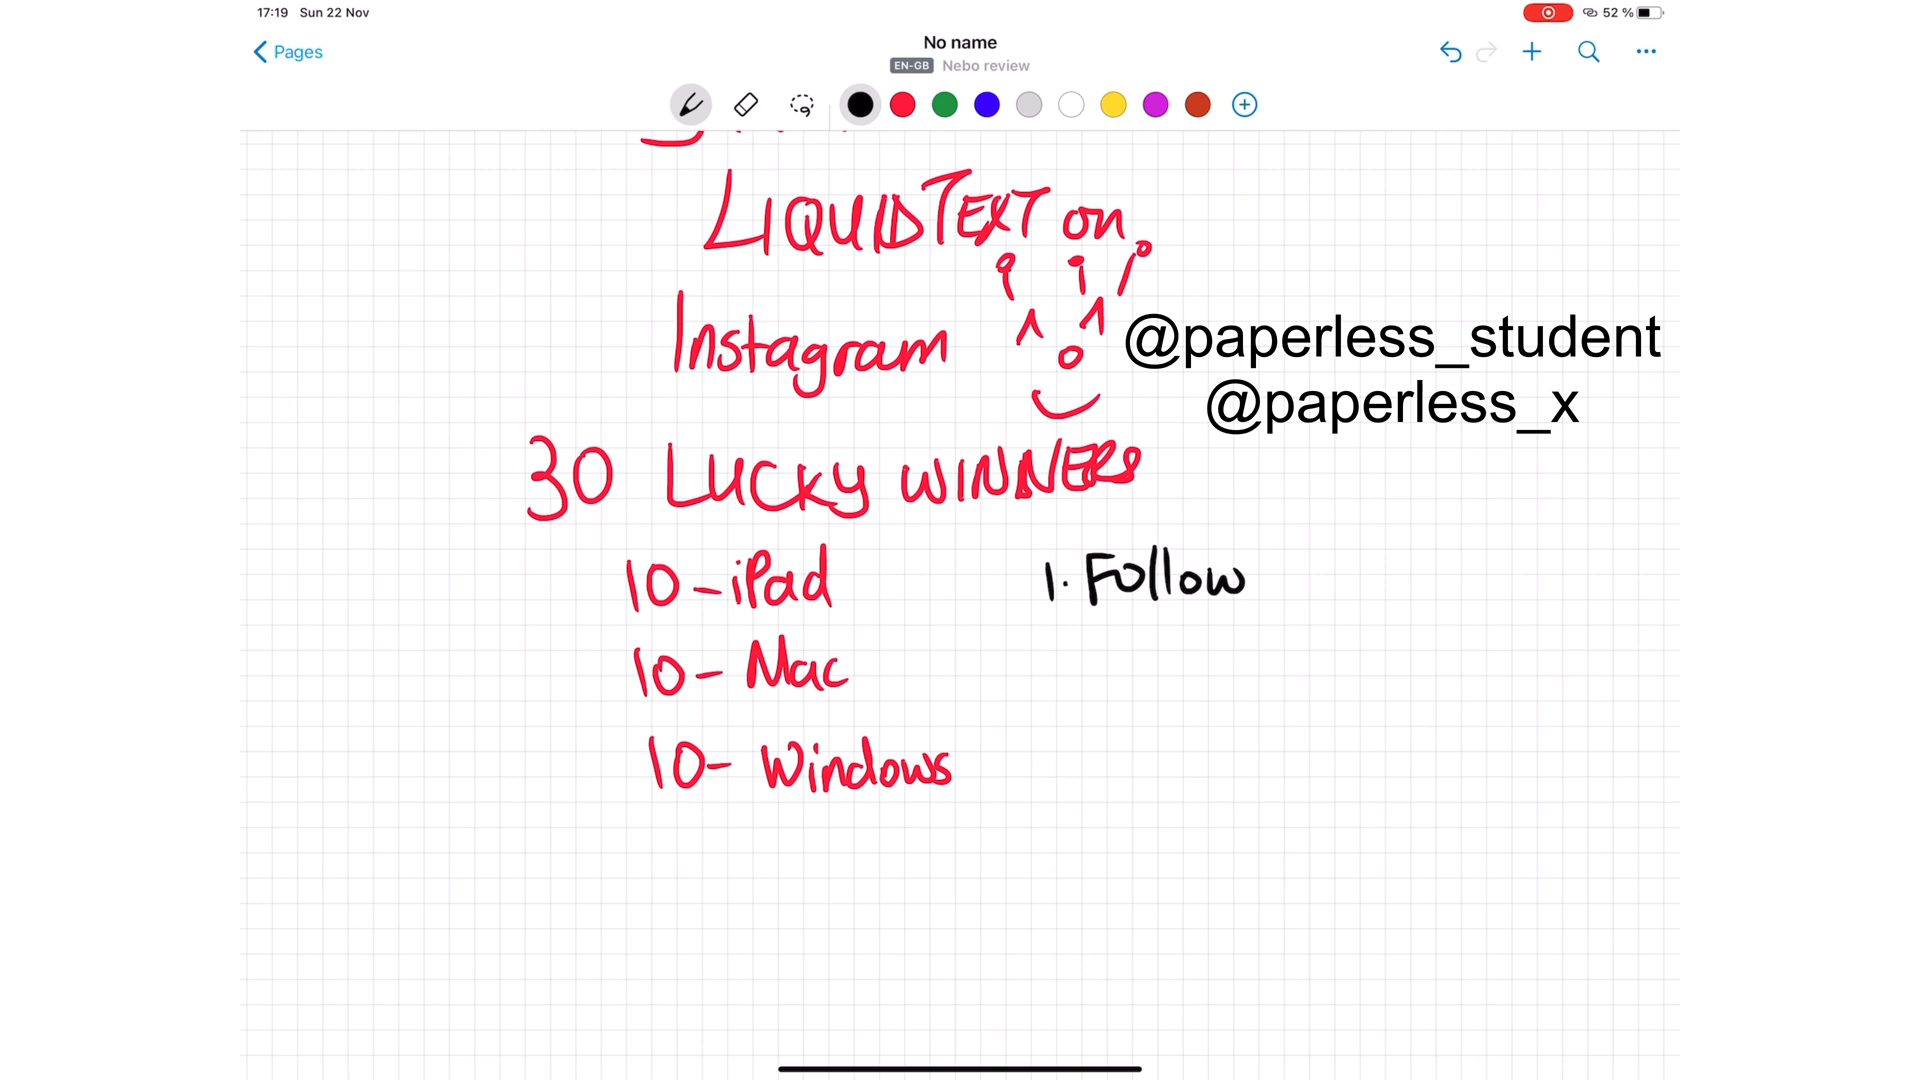 17:19 Sun 22 Nov
52 %
Pages
No name
EN-GB Nebo review
LIQUIDTEXT on
Instagram
@paperless_student
@paperless_x
30 LUCKY WINNERS
10 - iPad
1. Follow
10 - Mac
10 - Windows